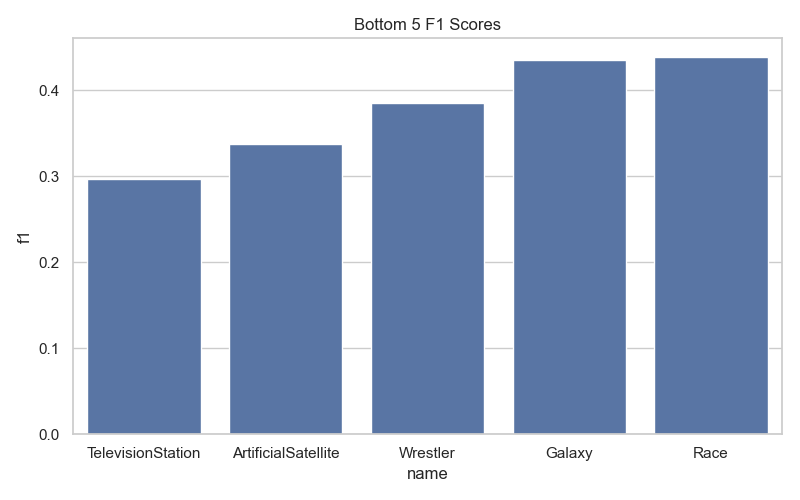 Bottom 5 F1 Scores
f1
0.4
0.3
0.2
0.1
0.0
TelevisionStation ArtificialSatellite Wrestler Galaxy Race
name